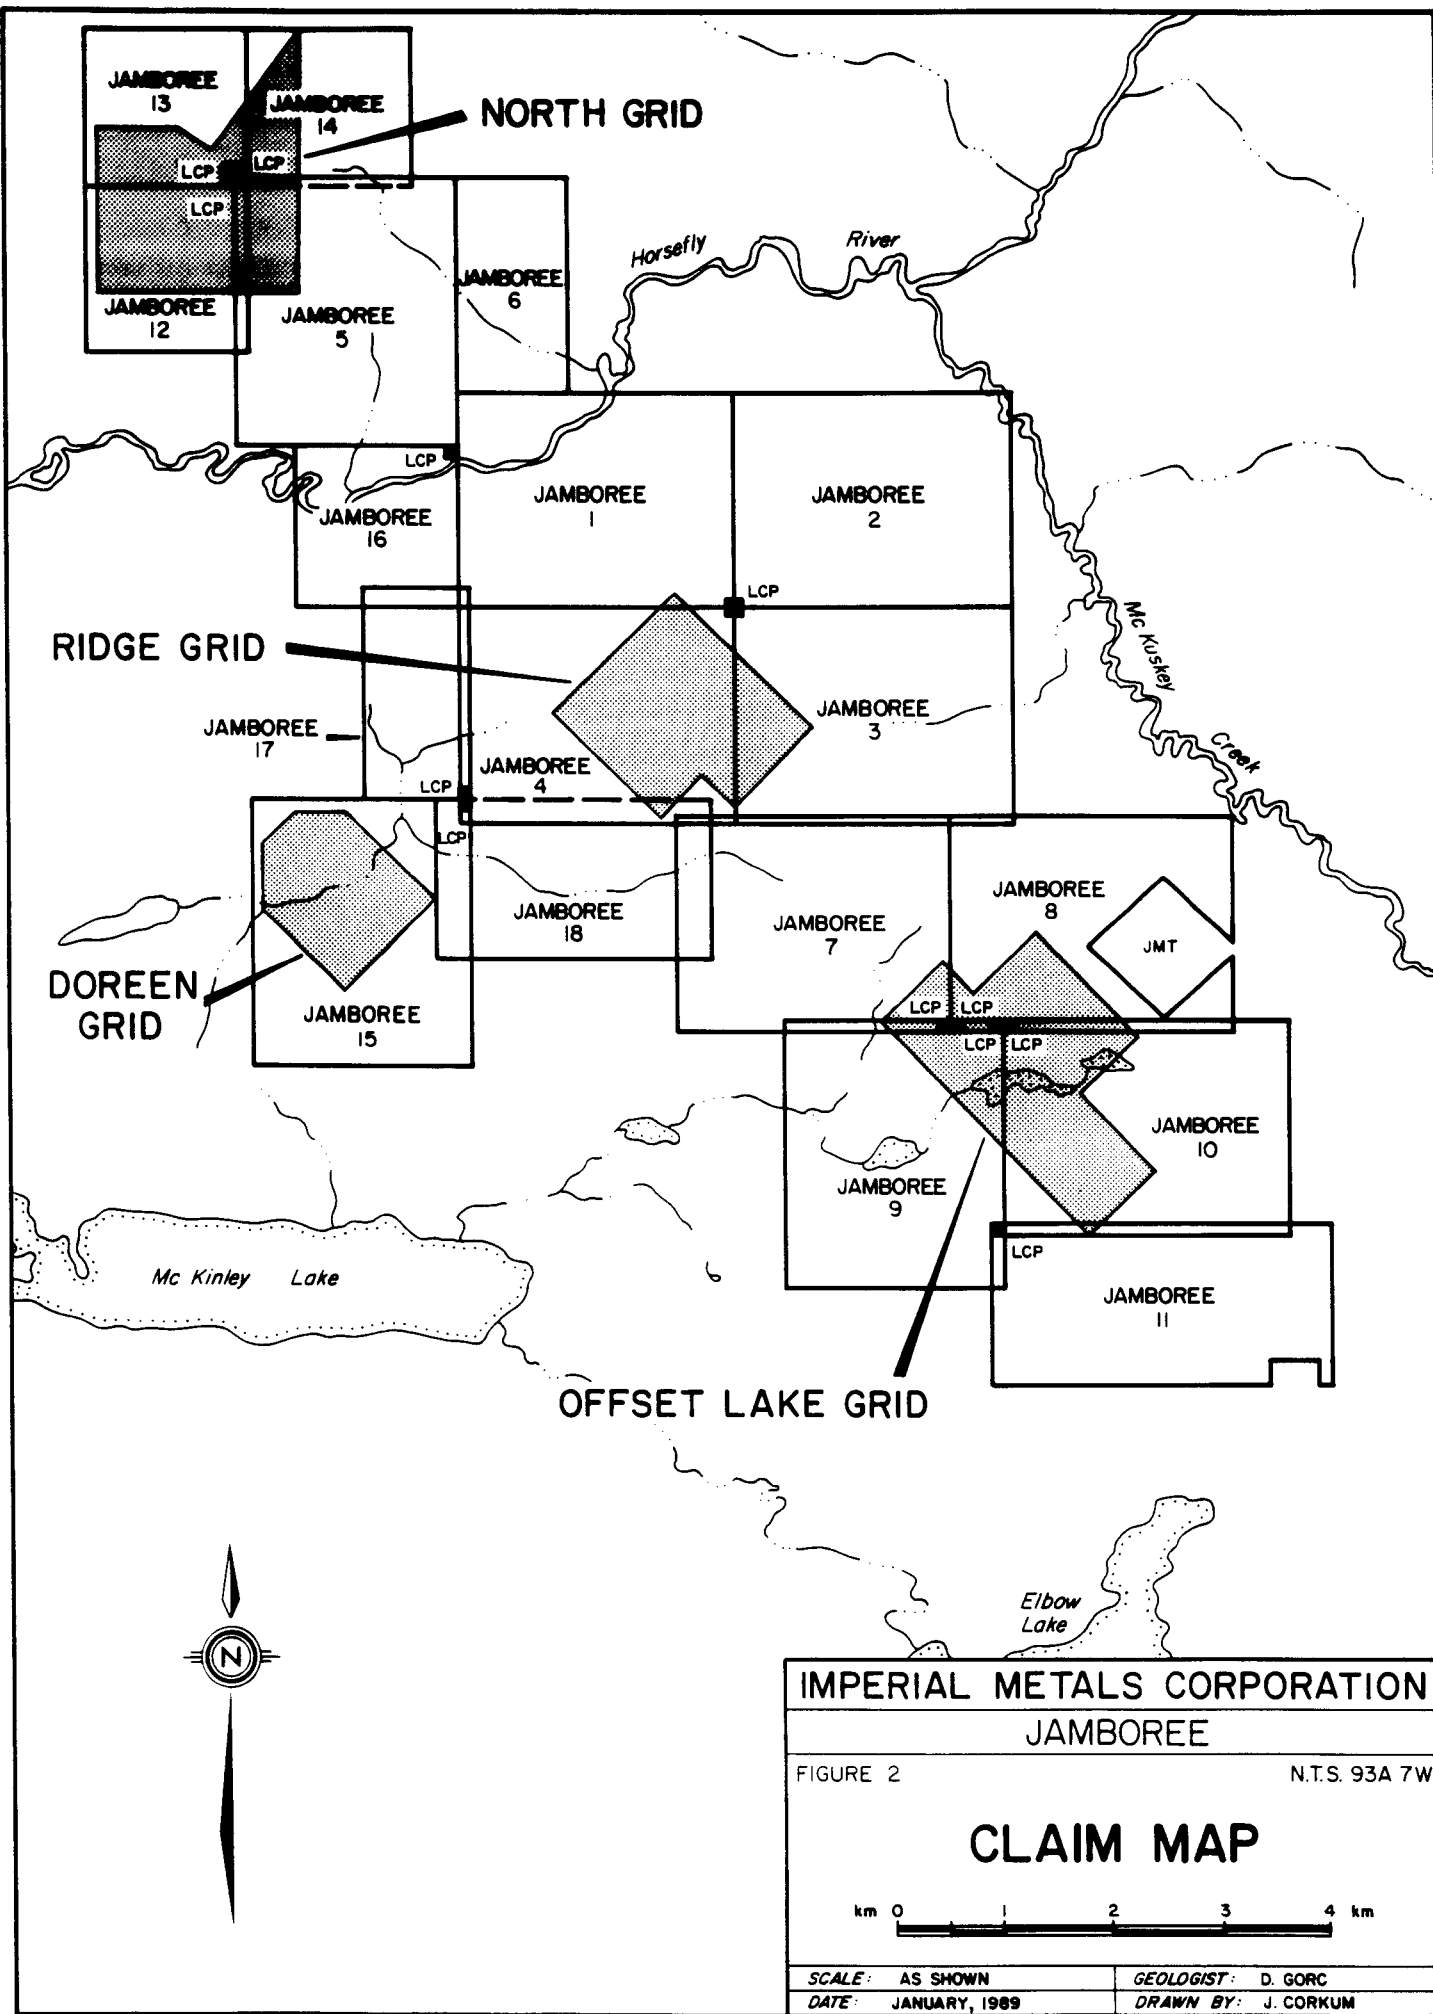 JAMBOREE
13
JAMBOREE
14
NORTH GRID
LCP
LCP
LCP
JAMBOREE
12
JAMBOREE
5
JAMBOREE
6
Horsefly River
LCP
JAMBOREE
16
JAMBOREE
1
JAMBOREE
2
LCP
RIDGE GRID
Mc Kuskey Creek
JAMBOREE
17
JAMBOREE
3
JAMBOREE
4
LCP
LCP
JAMBOREE
18
JAMBOREE
7
JAMBOREE
8
JMT
DOREEN
GRID
JAMBOREE
15
LCP
LCP
LCP
LCP
JAMBOREE
10
JAMBOREE
9
LCP
Mc Kinley Lake
JAMBOREE
11
OFFSET LAKE GRID
Elbow
Lake
N
IMPERIAL METALS CORPORATION
JAMBOREE
FIGURE 2 N.T.S. 93A 7W
CLAIM MAP
km 0 1 2 3 4 km
SCALE: AS SHOWN GEOLOGIST: D. GORC
DATE: JANUARY, 1989 DRAWN BY: J. CORKUM